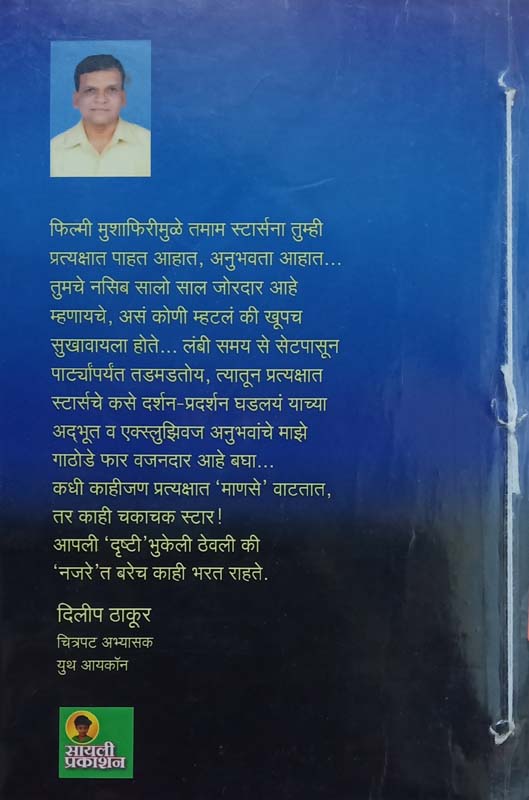 फिल्मी मुशाफिरीमुळे तमाम स्टार्सना तुम्ही
प्रत्यक्षात पाहत आहात, अनुभवता आहात...
तुमचे नसिब सालो साल जोरदार आहे
म्हणायचे, असं कोणी म्हटलं की खूपच
सुखावायला होते... लंबी समय से सेटपासून
पार्ट्यांपर्यंत तडमडतोय, त्यातून प्रत्यक्षात
स्टार्सचे कसे दर्शन-प्रदर्शन घडलयं याच्या
अद्‌भूत व एक्स्लुझिवज अनुभवांचे माझे
गाठोडे फार वजनदार आहे बघा...
कधी काहीजण प्रत्यक्षात ‘माणसे’ वाटतात,
तर काही चकाचक स्टार!
आपली ‘दृष्टी’भुकेली ठेवली की
‘नजरे’त बरेच काही भरत राहते.
दिलीप ठाकूर
चित्रपट अभ्यासक
युथ आयकॉन
सायली
प्रकाशन